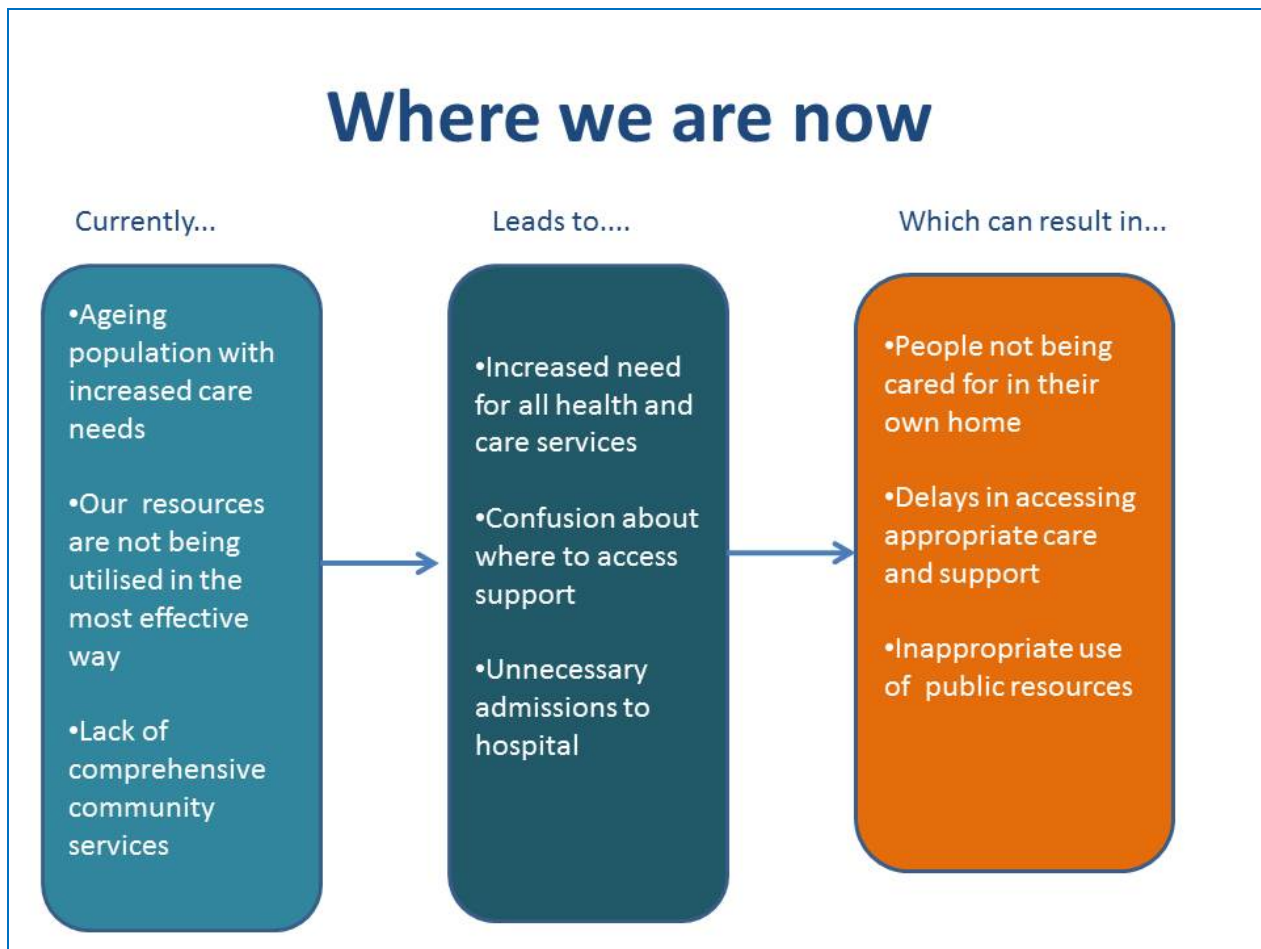 Where we are now
Currently...
•Ageing
population with
increased care
needs
•Our  resources
are not being
utilised in the
most effective
way
•Lack of
comprehensive
community
services
Leads to....
•Increased need
for all health and
care services
•Confusion about
where to access
support
•Unnecessary
admissions to
hospital
Which can result in...
•People not being
cared for in their
own home
•Delays in accessing
appropriate care
and support
•Inappropriate use
of  public resources